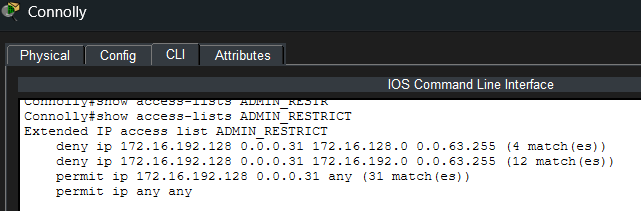 Connolly
Physical Config CLI Attributes
IOS Command Line Interface
Connolly#show access-lists ADMIN_RESTR
Connolly#show access-lists ADMIN_RESTRICT
Extended IP access list ADMIN_RESTRICT
deny ip 172.16.192.128 0.0.0.31 172.16.128.0 0.0.63.255 (4 match(es))
deny ip 172.16.192.128 0.0.0.31 172.16.192.0 0.0.63.255 (12 match(es))
permit ip 172.16.192.128 0.0.0.31 any (31 match(es))
permit ip any any